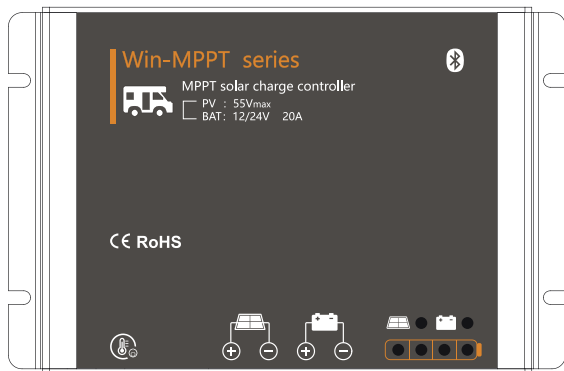 Win-MPPT series
MPPT solar charge controller
PV : 55Vmax
BAT: 12/24V 20A
CE RoHS